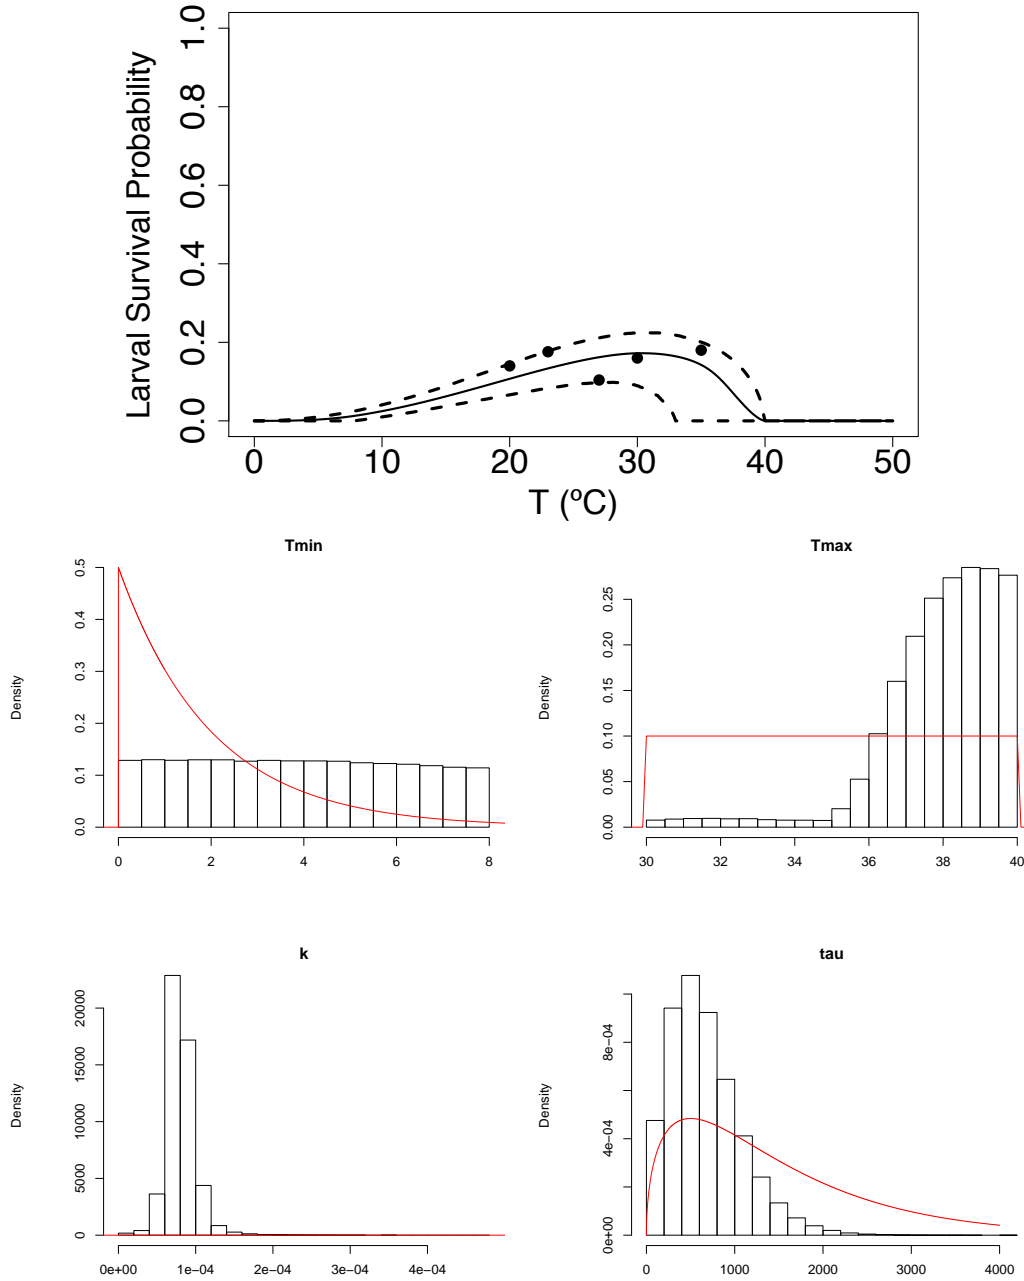 Larval Survival Probability
1.0
0.8
0.6
0.4
0.2
0.0
0 10 20 30 40 50
T (ºC)
Tmin
Density
0.5
0.4
0.3
0.2
0.1
0.0
0 2 4 6 8
Tmax
Density
0.25
0.20
0.15
0.10
0.05
0.00
30 32 34 36 38 40
k
Density
20000
15000
10000
5000
0
0e+00 1e-04 2e-04 3e-04 4e-04
tau
Density
8e-04
4e-04
0e+00
0 1000 2000 3000 4000